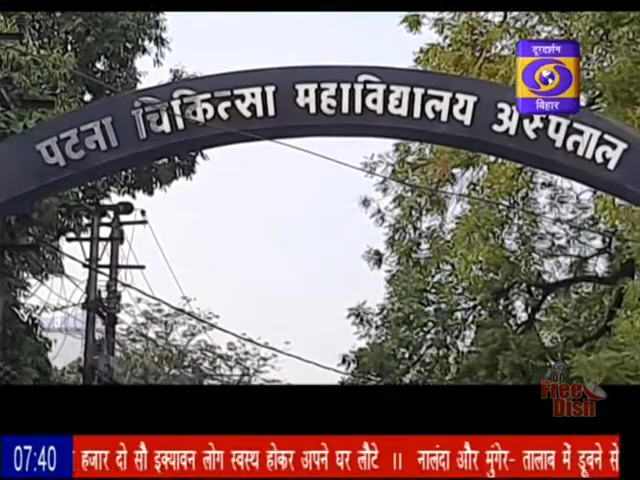 पटना चिकित्सा महाविद्यालय अस्पताल
दूरदर्शन
बिहार
Free
Dish
07:40 हजार दो सौ इक्यावन लोग स्वस्थ होकर अपने घर लौटे ॥ नालंदा और मुंगेर- तालाब में डूबने से